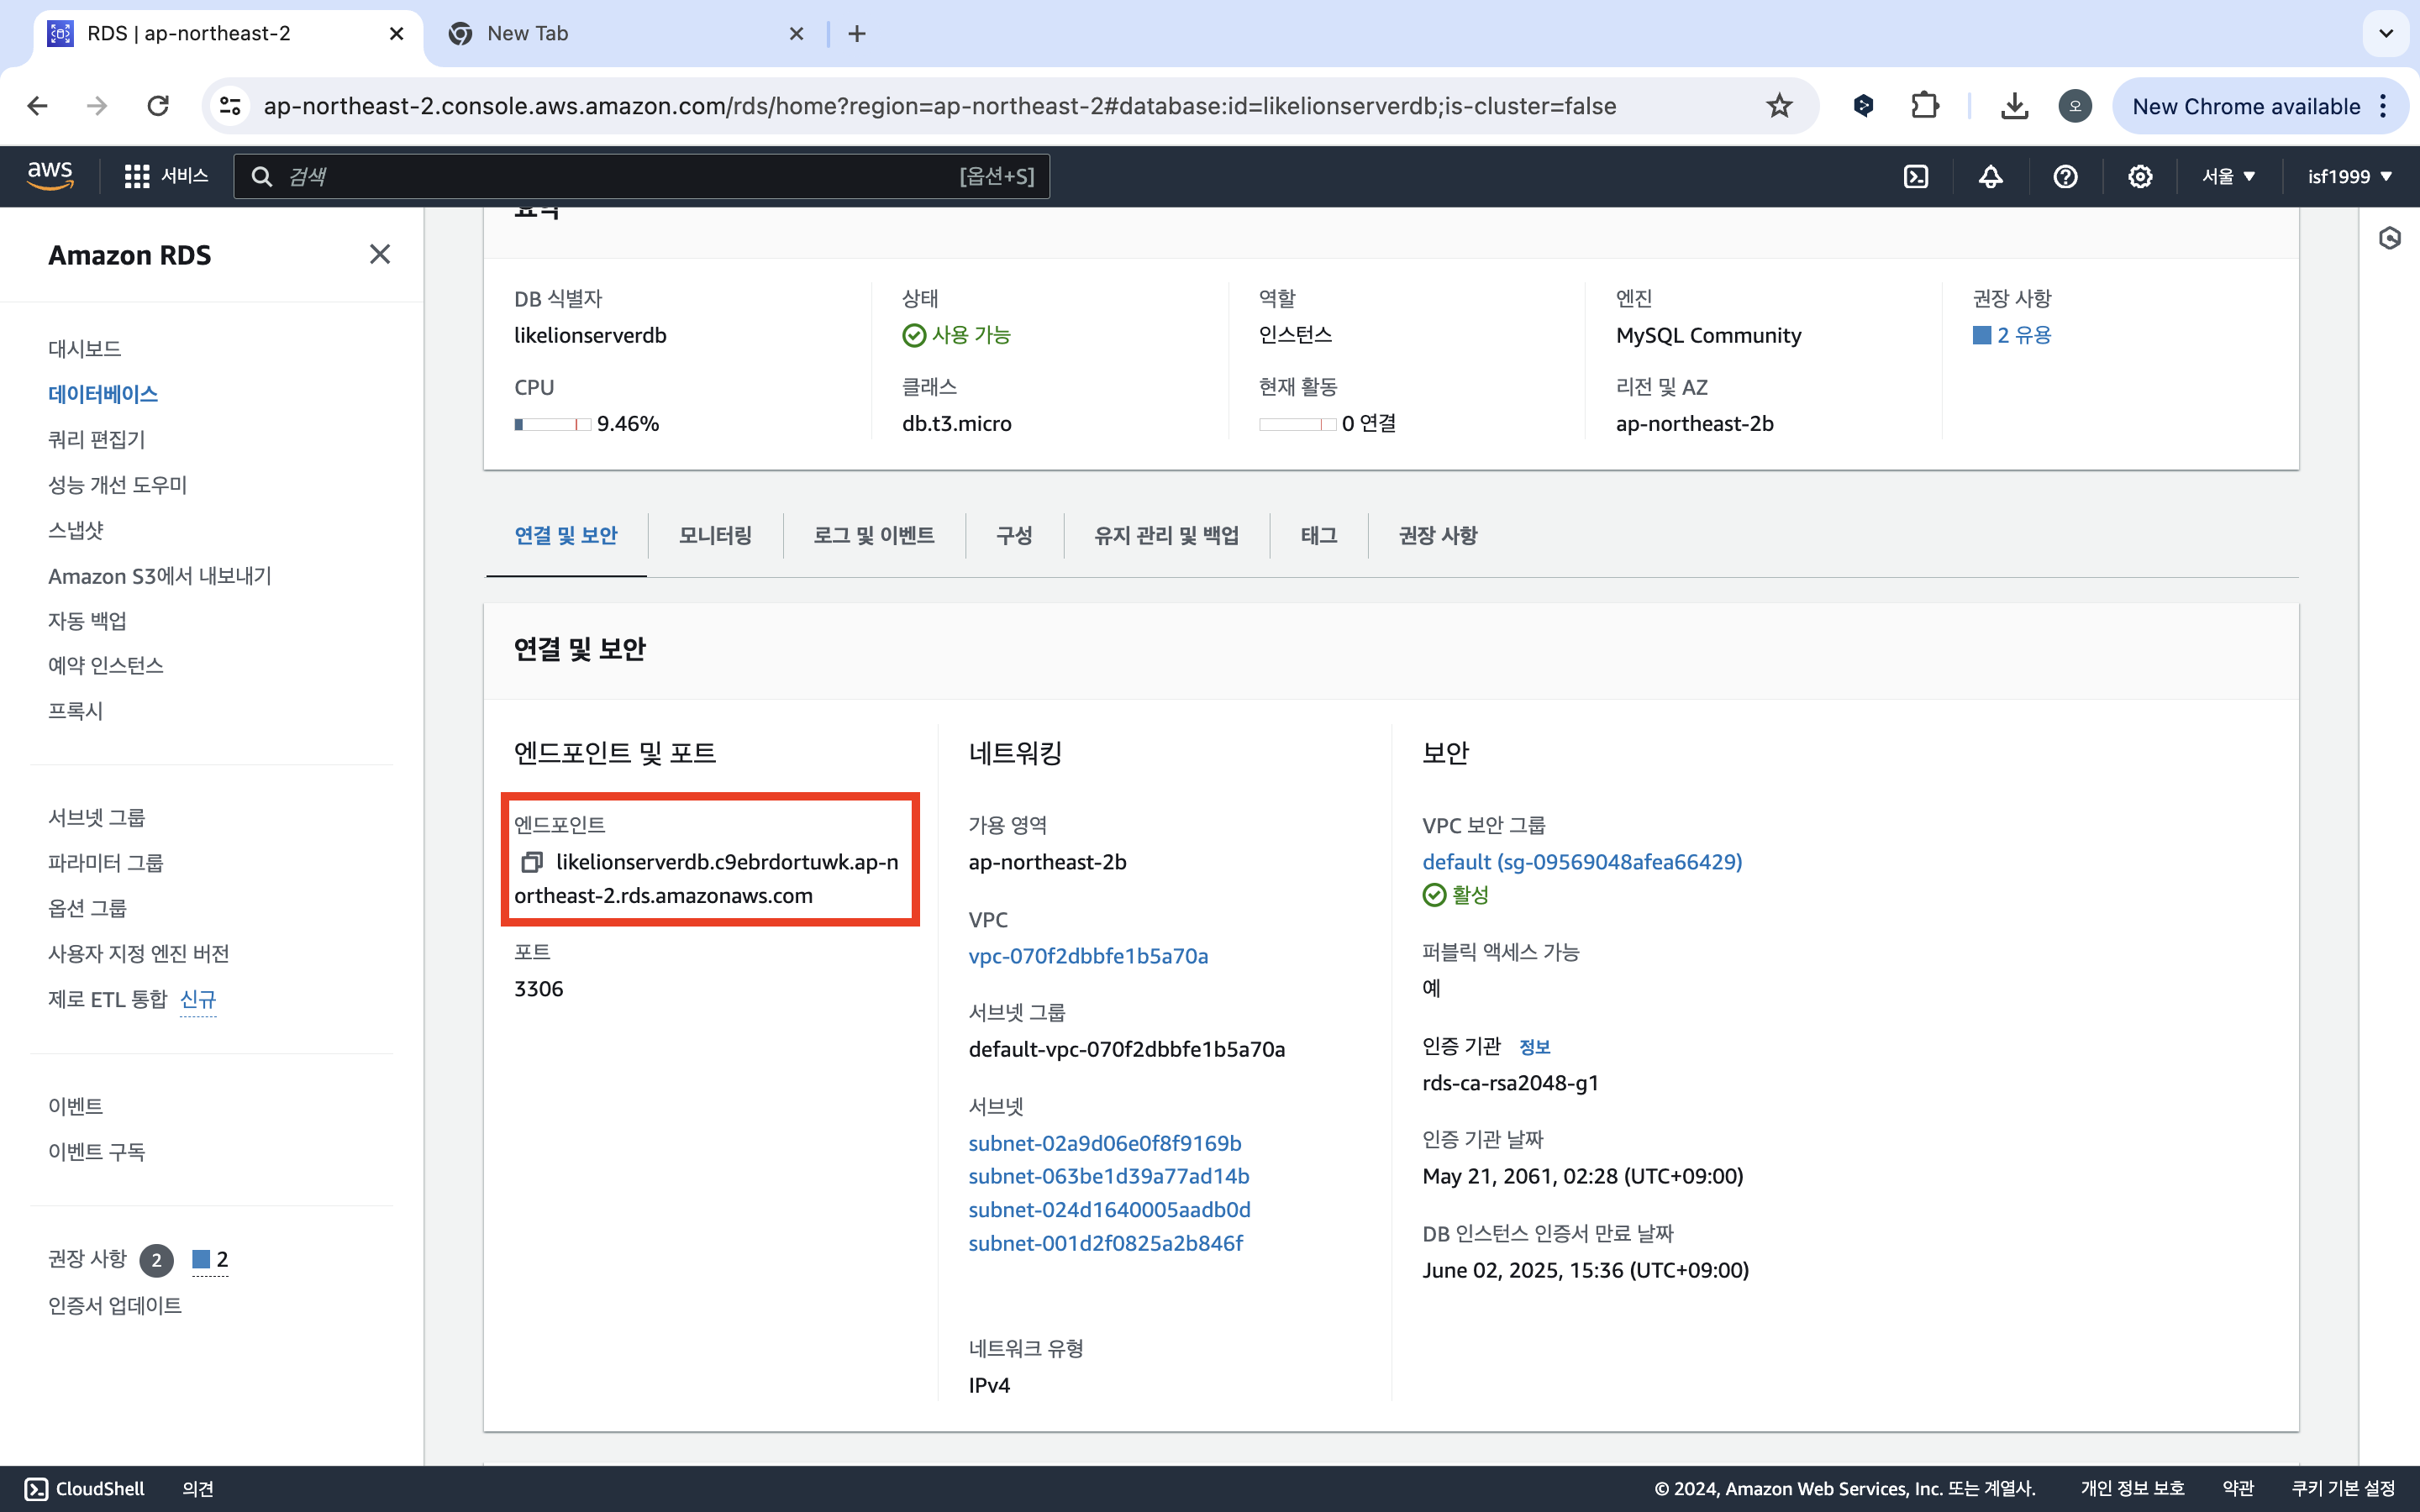 RDS | ap-northeast-2
New Tab
ap-northeast-2.console.aws.amazon.com/rds/home?region=ap-northeast-2#database:id=likelionserverdb;is-cluster=false
오
New Chrome available
aws
서비스
검색
[옵션+S]
서울
isf1999
Amazon RDS
대시보드
데이터베이스
쿼리 편집기
성능 개선 도우미
스냅샷
Amazon S3에서 내보내기
자동 백업
예약 인스턴스
프록시
서브넷 그룹
파라미터 그룹
옵션 그룹
사용자 지정 엔진 버전
제로 ETL 통합 신규
이벤트
이벤트 구독
권장 사항 2 2
인증서 업데이트
요약
DB 식별자
likelionserverdb
CPU
9.46%
상태
사용 가능
클래스
db.t3.micro
역할
인스턴스
현재 활동
0 연결
엔진
MySQL Community
리전 및 AZ
ap-northeast-2b
권장 사항
2 유용
연결 및 보안
모니터링
로그 및 이벤트
구성
유지 관리 및 백업
태그
권장 사항
연결 및 보안
엔드포인트 및 포트
엔드포인트
likelionserverdb.c9ebrdortuwk.ap-n
ortheast-2.rds.amazonaws.com
포트
3306
네트워킹
가용 영역
ap-northeast-2b
VPC
vpc-070f2dbbfe1b5a70a
서브넷 그룹
default-vpc-070f2dbbfe1b5a70a
서브넷
subnet-02a9d06e0f8f9169b
subnet-063be1d39a77ad14b
subnet-024d1640005aadb0d
subnet-001d2f0825a2b846f
네트워크 유형
IPv4
보안
VPC 보안 그룹
default (sg-09569048afea66429)
활성
퍼블릭 액세스 가능
예
인증 기관 정보
rds-ca-rsa2048-g1
인증 기관 날짜
May 21, 2061, 02:28 (UTC+09:00)
DB 인스턴스 인증서 만료 날짜
June 02, 2025, 15:36 (UTC+09:00)
CloudShell
의견
© 2024, Amazon Web Services, Inc. 또는 계열사.
개인 정보 보호
약관
쿠키 기본 설정